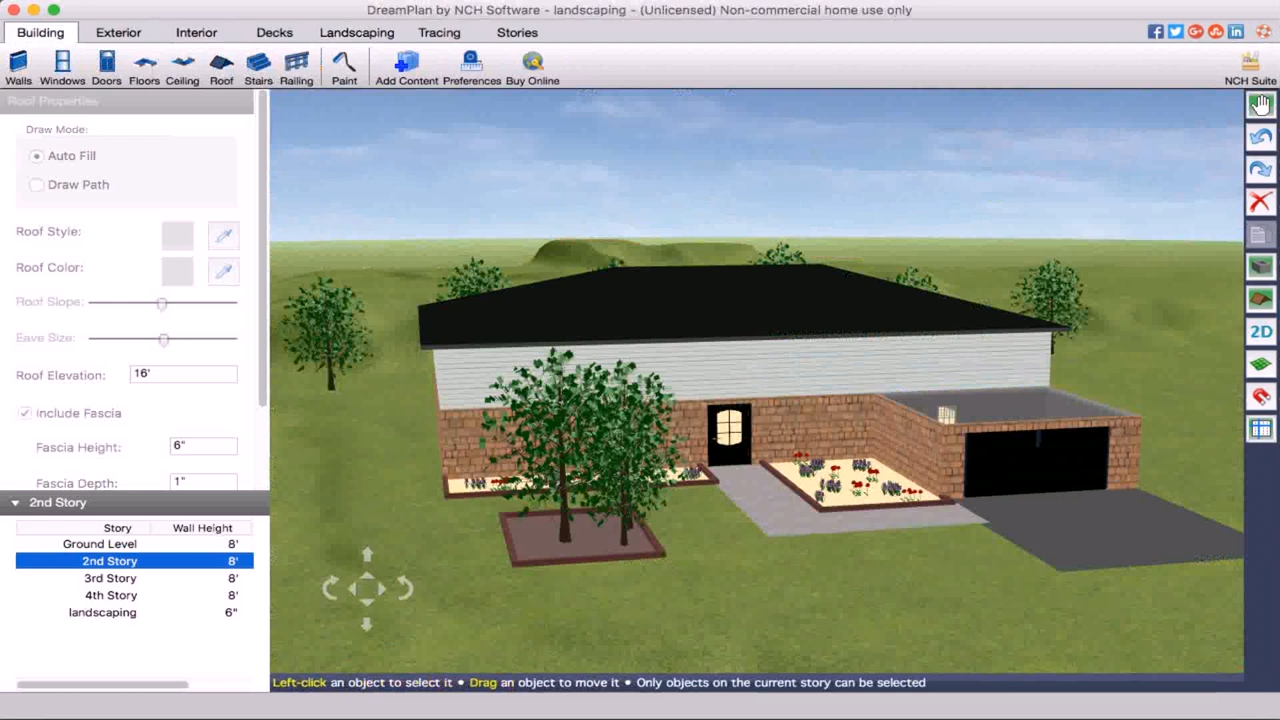 DreamPlan by NCH Software - landscaping - (Unlicensed) Non-commercial home use only
Building Exterior Interior Decks Landscaping Tracing Stories
Walls Windows Doors Floors Ceiling Roof Stairs Railing Paint Add Content Preferences Buy Online NCH Suite
Roof Properties
Draw Mode:
Auto Fill
Draw Path
Roof Style:
Roof Color:
Roof Slope:
Eave Size:
Roof Elevation: 16'
Include Fascia
Fascia Height: 6"
Fascia Depth: 1"
2nd Story
Story Wall Height
Ground Level 8'
2nd Story 8'
3rd Story 8'
4th Story 8'
landscaping 6"
2D
Left-click an object to select it • Drag an object to move it • Only objects on the current story can be selected